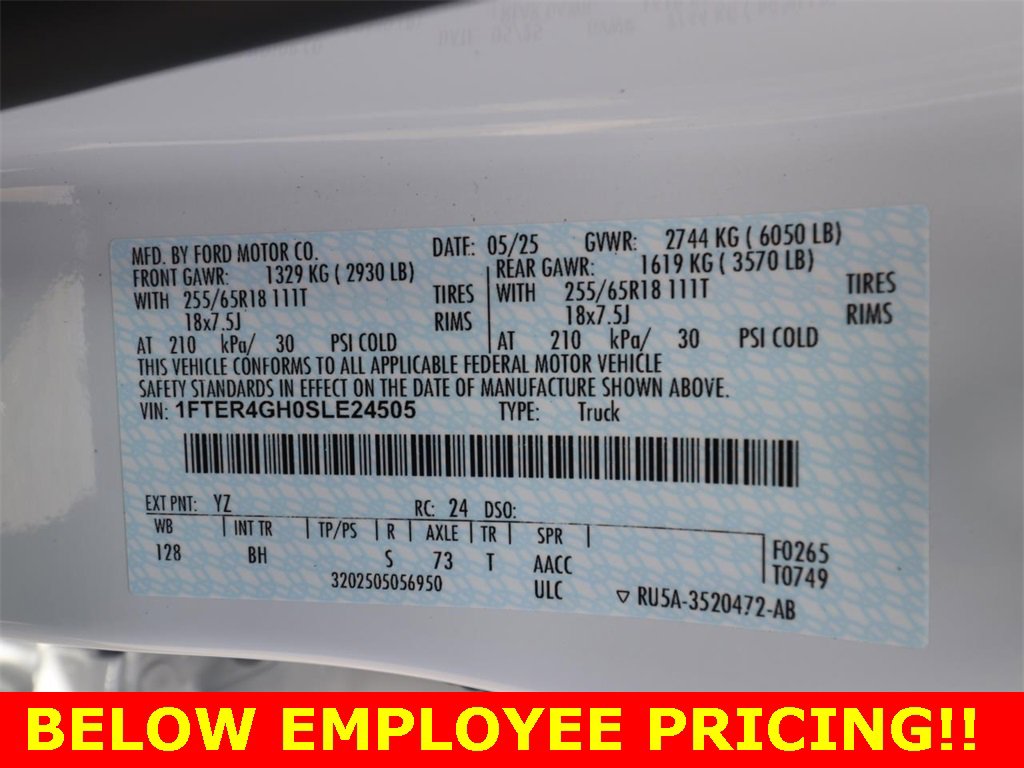 MFD. BY FORD MOTOR CO. DATE: 05/25 GVWR: 2744 KG ( 6050 LB)
FRONT GAWR: 1329 KG ( 2930 LB) REAR GAWR: 1619 KG ( 3570 LB)
WITH 255/65R18 111T TIRES WITH 255/65R18 111T TIRES
18x7.5J RIMS 18x7.5J RIMS
AT 210 kPa/ 30 PSI COLD AT 210 kPa/ 30 PSI COLD
THIS VEHICLE CONFORMS TO ALL APPLICABLE FEDERAL MOTOR VEHICLE
SAFETY STANDARDS IN EFFECT ON THE DATE OF MANUFACTURE SHOWN ABOVE.
VIN: 1FTER4GH0SLE24505 TYPE: Truck
EXT PNT: YZ RC: 24 DSO:
WB INT TR TP/PS R AXLE TR SPR
128 BH S 73 T AACC
F0265
T0749
3202505056950 ULC
RU5A-3520472-AB
BELOW EMPLOYEE PRICING!!